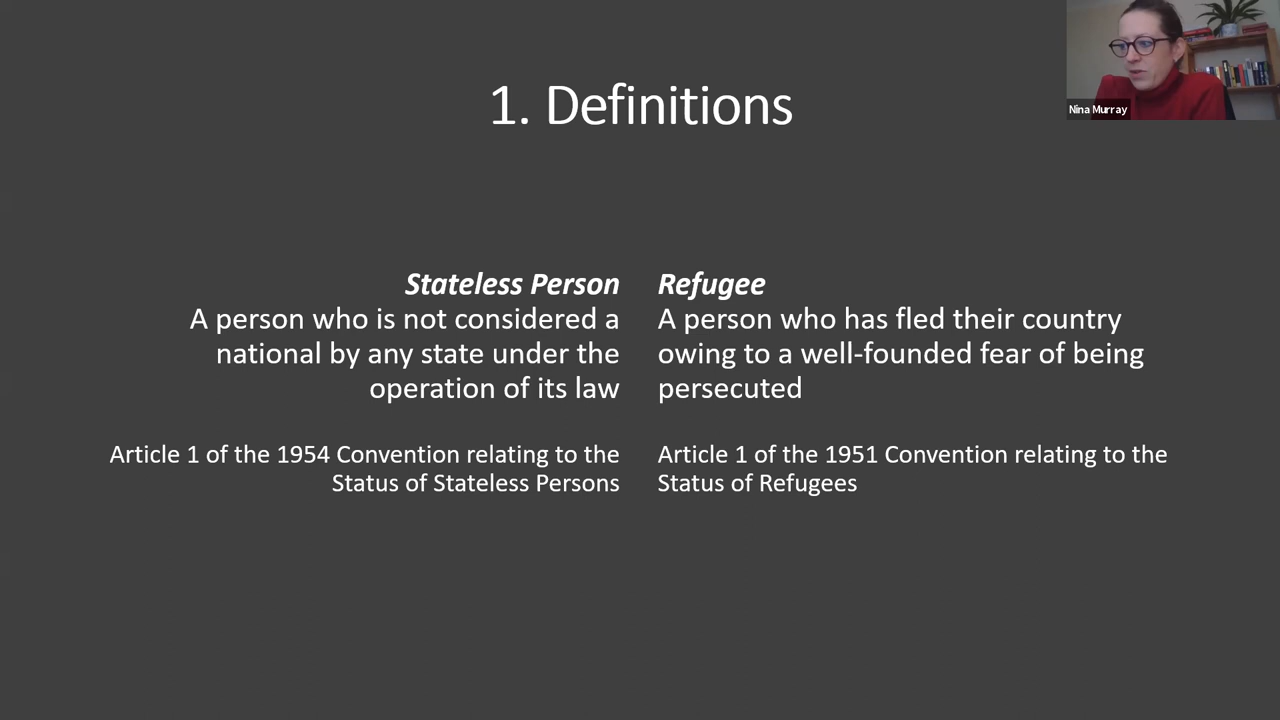 1. Definitions
Nina Murray
Stateless Person
A person who is not considered a
national by any state under the
operation of its law
Article 1 of the 1954 Convention relating to the
Status of Stateless Persons
Refugee
A person who has fled their country
owing to a well-founded fear of being
persecuted
Article 1 of the 1951 Convention relating to the
Status of Refugees